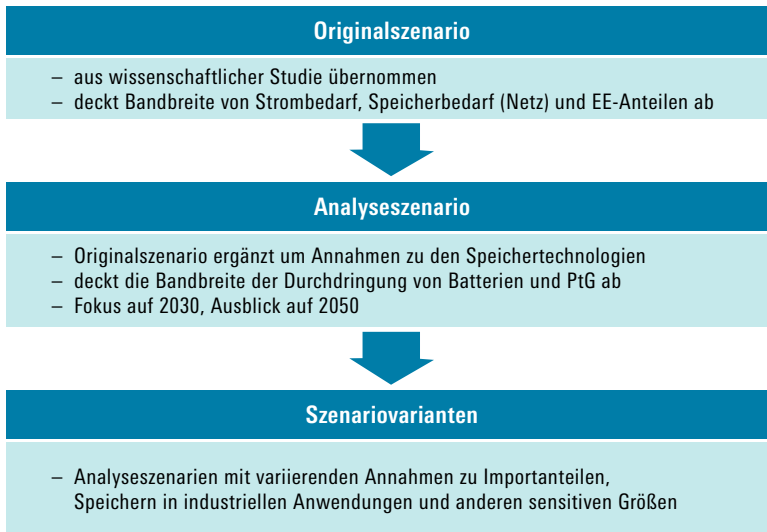 Originalszenario
– aus wissenschaftlicher Studie übernommen
– deckt Bandbreite von Strombedarf, Speicherbedarf (Netz) und EE-Anteilen ab
Analyseszenario
– Originalszenario ergänzt um Annahmen zu den Speichertechnologien
– deckt die Bandbreite der Durchdringung von Batterien und PtG ab
– Fokus auf 2030, Ausblick auf 2050
Szenariovarianten
– Analyseszenarien mit variierenden Annahmen zu Importanteilen,
Speichern in industriellen Anwendungen und anderen sensitiven Größen